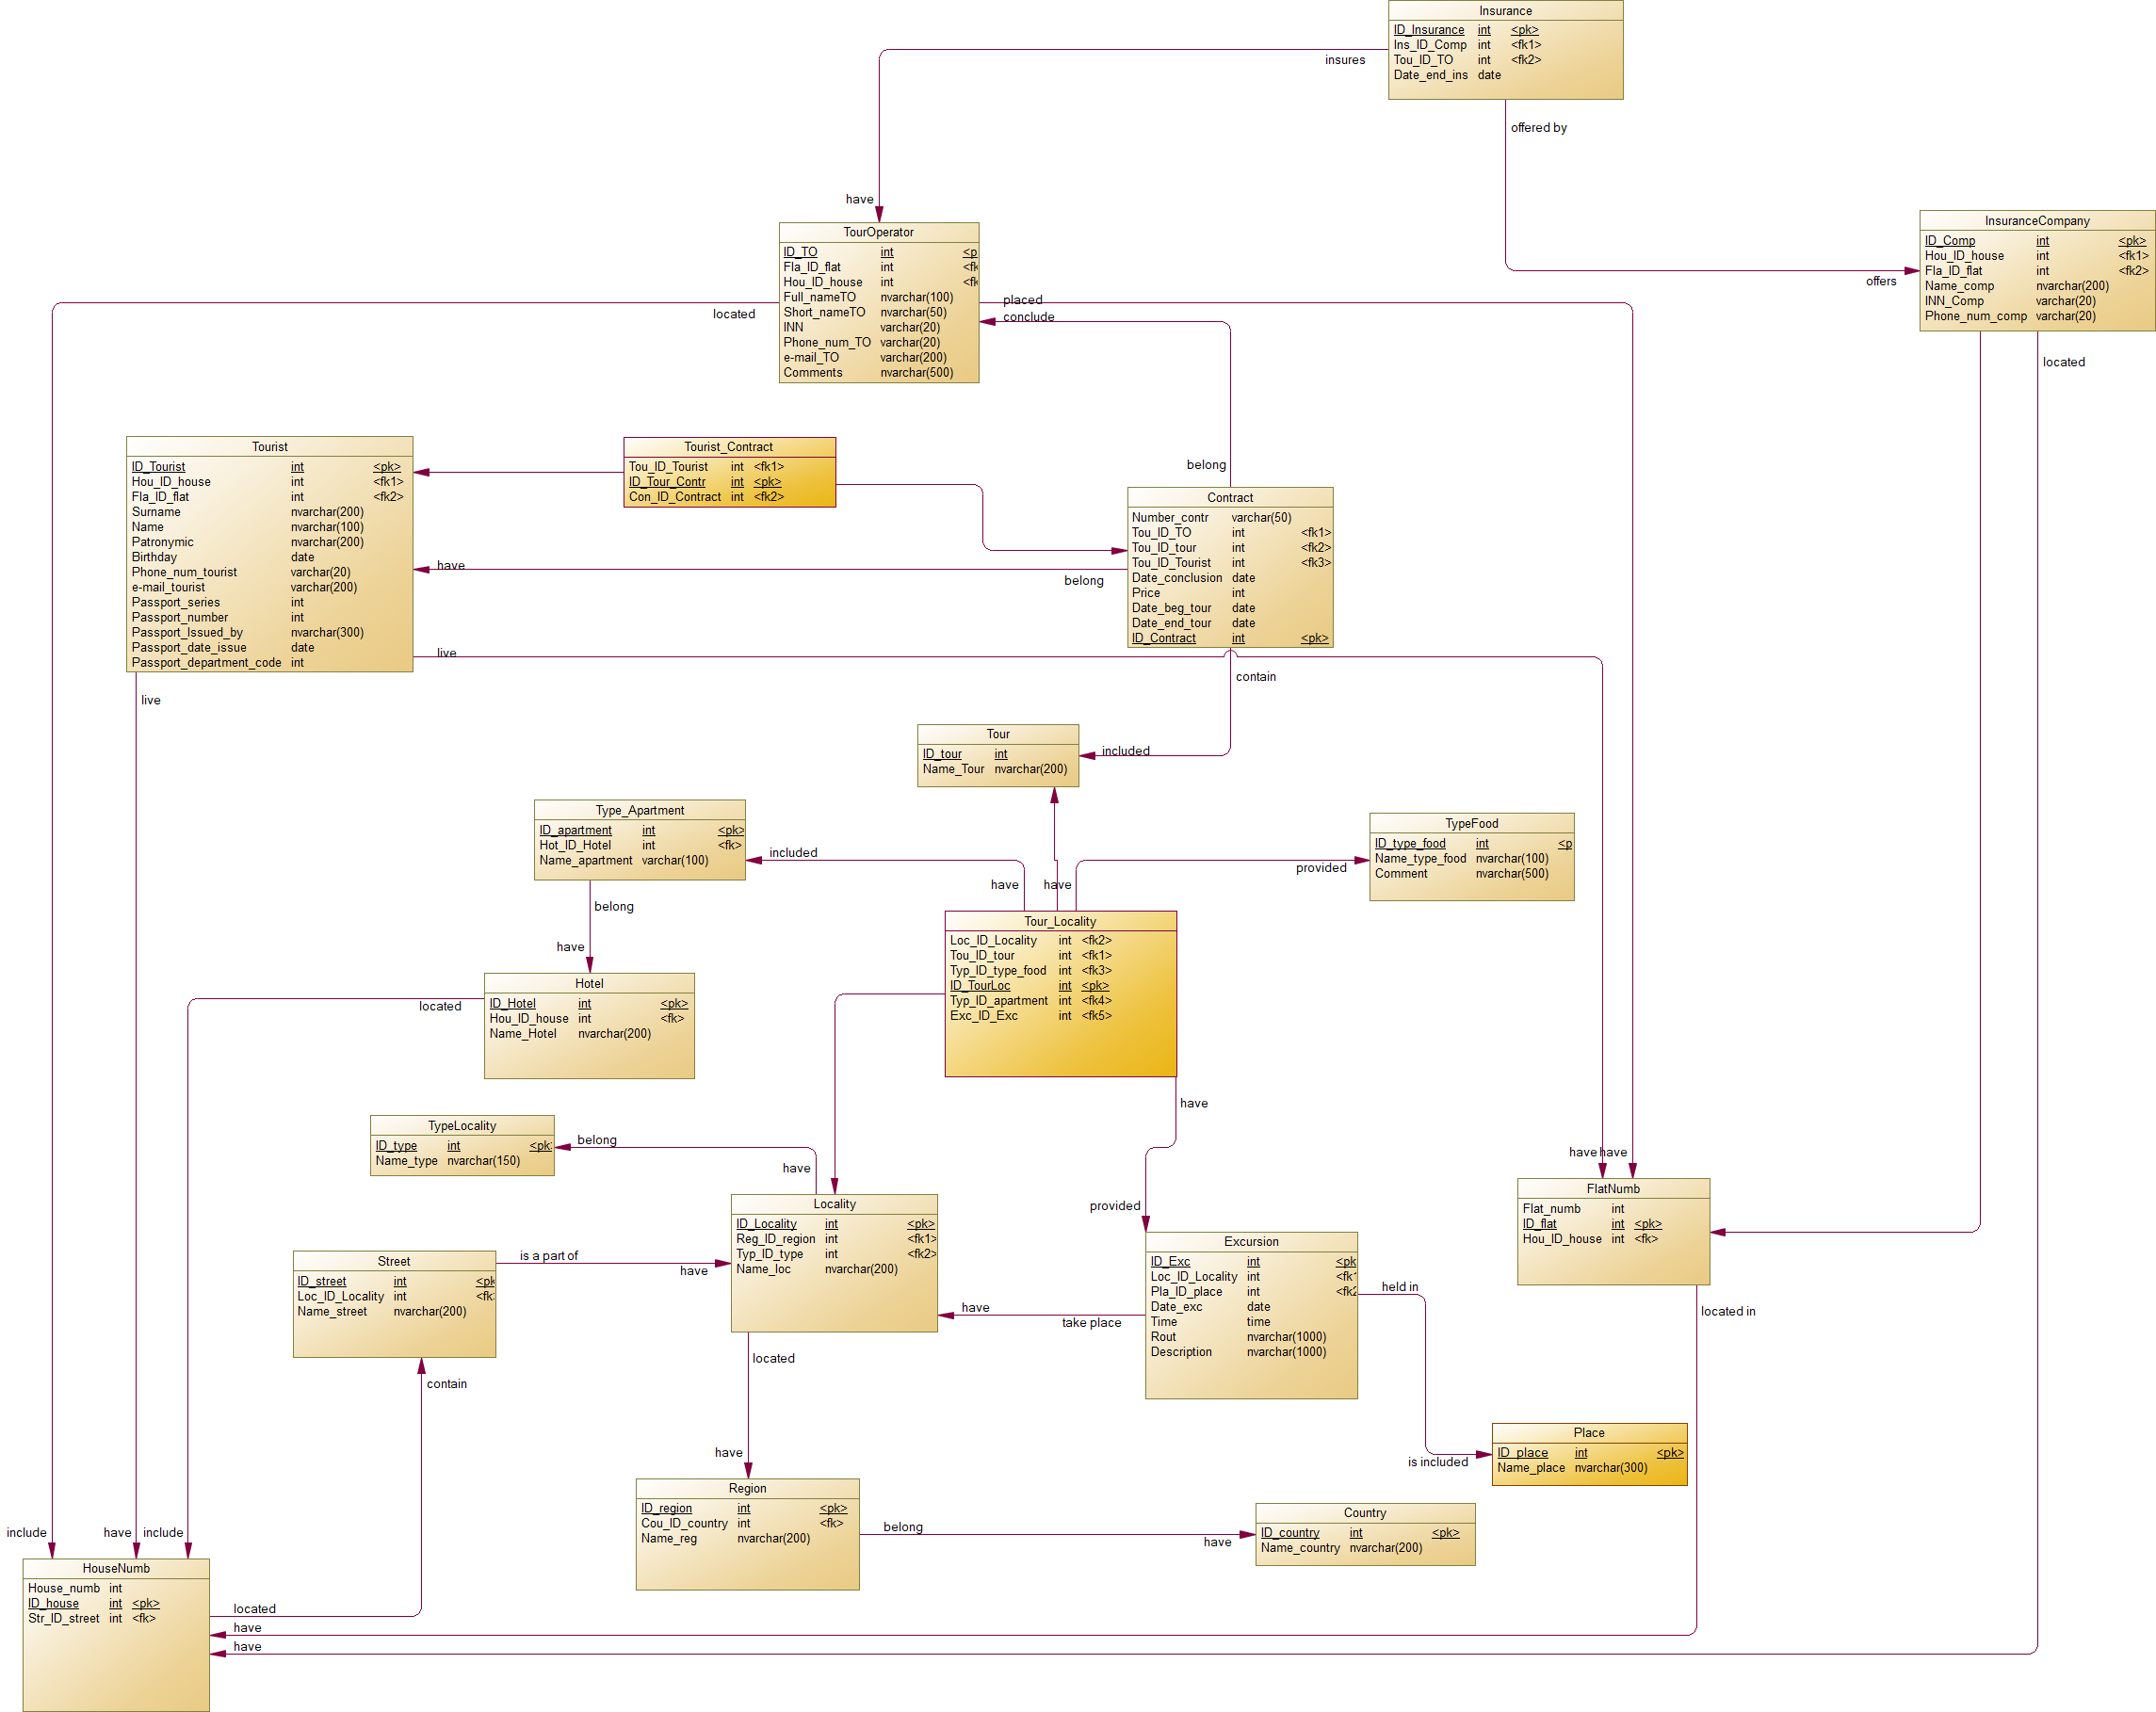 Insurance
ID_Insurance int <pk>
Ins_ID_Comp int <fk1>
Tou_ID_TO int <fk2>
Date_end_ins date
insures
offered by
have
TourOperator
ID_TO int <p
Fla_ID_flat int <fk
Hou_ID_house int <fk
Full_nameTO nvarchar(100)
Short_nameTO nvarchar(50)
INN varchar(20)
Phone_num_TO varchar(20)
e-mail_TO varchar(200)
Comments nvarchar(500)
InsuranceCompany
ID_Comp int <pk>
Hou_ID_house int <fk1>
Fla_ID_flat int <fk2>
Name_comp nvarchar(200)
INN_Comp varchar(20)
Phone_num_comp varchar(20)
offers
located
placed
conclude
located
belong
Tourist
ID_Tourist int <pk>
Hou_ID_house int <fk1>
Fla_ID_flat int <fk2>
Surname nvarchar(200)
Name nvarchar(100)
Patronymic nvarchar(200)
Birthday date
Phone_num_tourist varchar(20)
e-mail_tourist varchar(200)
Passport_series int
Passport_number int
Passport_Issued_by nvarchar(300)
Passport_date_issue date
Passport_department_code int
Tourist_Contract
Tou_ID_Tourist int <fk1>
ID_Tour_Contr int <pk>
Con_ID_Contract int <fk2>
Contract
Number_contr varchar(50)
Tou_ID_TO int <fk1>
Tou_ID_tour int <fk2>
Tou_ID_Tourist int <fk3>
Date_conclusion date
Price int
Date_beg_tour date
Date_end_tour date
ID_Contract int <pk>
have
belong
live
live
contain
Tour
ID_tour int
Name_Tour nvarchar(200)
included
Type_Apartment
ID_apartment int <pk>
Hot_ID_Hotel int <fk>
Name_apartment varchar(100)
included
TypeFood
ID_type_food int <p
Name_type_food nvarchar(100)
Comment nvarchar(500)
provided
have
have
belong
have
Tour_Locality
Loc_ID_Locality int <fk2>
Tou_ID_tour int <fk1>
Typ_ID_type_food int <fk3>
ID_TourLoc int <pk>
Typ_ID_apartment int <fk4>
Exc_ID_Exc int <fk5>
Hotel
ID_Hotel int <pk>
Hou_ID_house int <fk>
Name_Hotel nvarchar(200)
located
have
TypeLocality
ID_type int <pk
Name_type nvarchar(150)
belong
have
have
have
provided
FlatNumb
Flat_numb int
ID_flat int <pk>
Hou_ID_house int <fk>
Locality
ID_Locality int <pk>
Reg_ID_region int <fk1>
Typ_ID_type int <fk2>
Name_loc nvarchar(200)
Excursion
ID_Exc int <pk
Loc_ID_Locality int <fk1
Pla_ID_place int <fk2
Date_exc date
Time time
Rout nvarchar(1000)
Description nvarchar(1000)
Street
ID_street int <pk
Loc_ID_Locality int <fk
Name_street nvarchar(200)
is a part of
have
held in
located in
have
take place
located
contain
Place
ID_place int <pk>
Name_place nvarchar(300)
is included
have
Region
ID_region int <pk>
Cou_ID_country int <fk>
Name_reg nvarchar(200)
belong
have
Country
ID_country int <pk>
Name_country nvarchar(200)
include
have
include
HouseNumb
House_numb int
ID_house int <pk>
Str_ID_street int <fk>
located
have
have